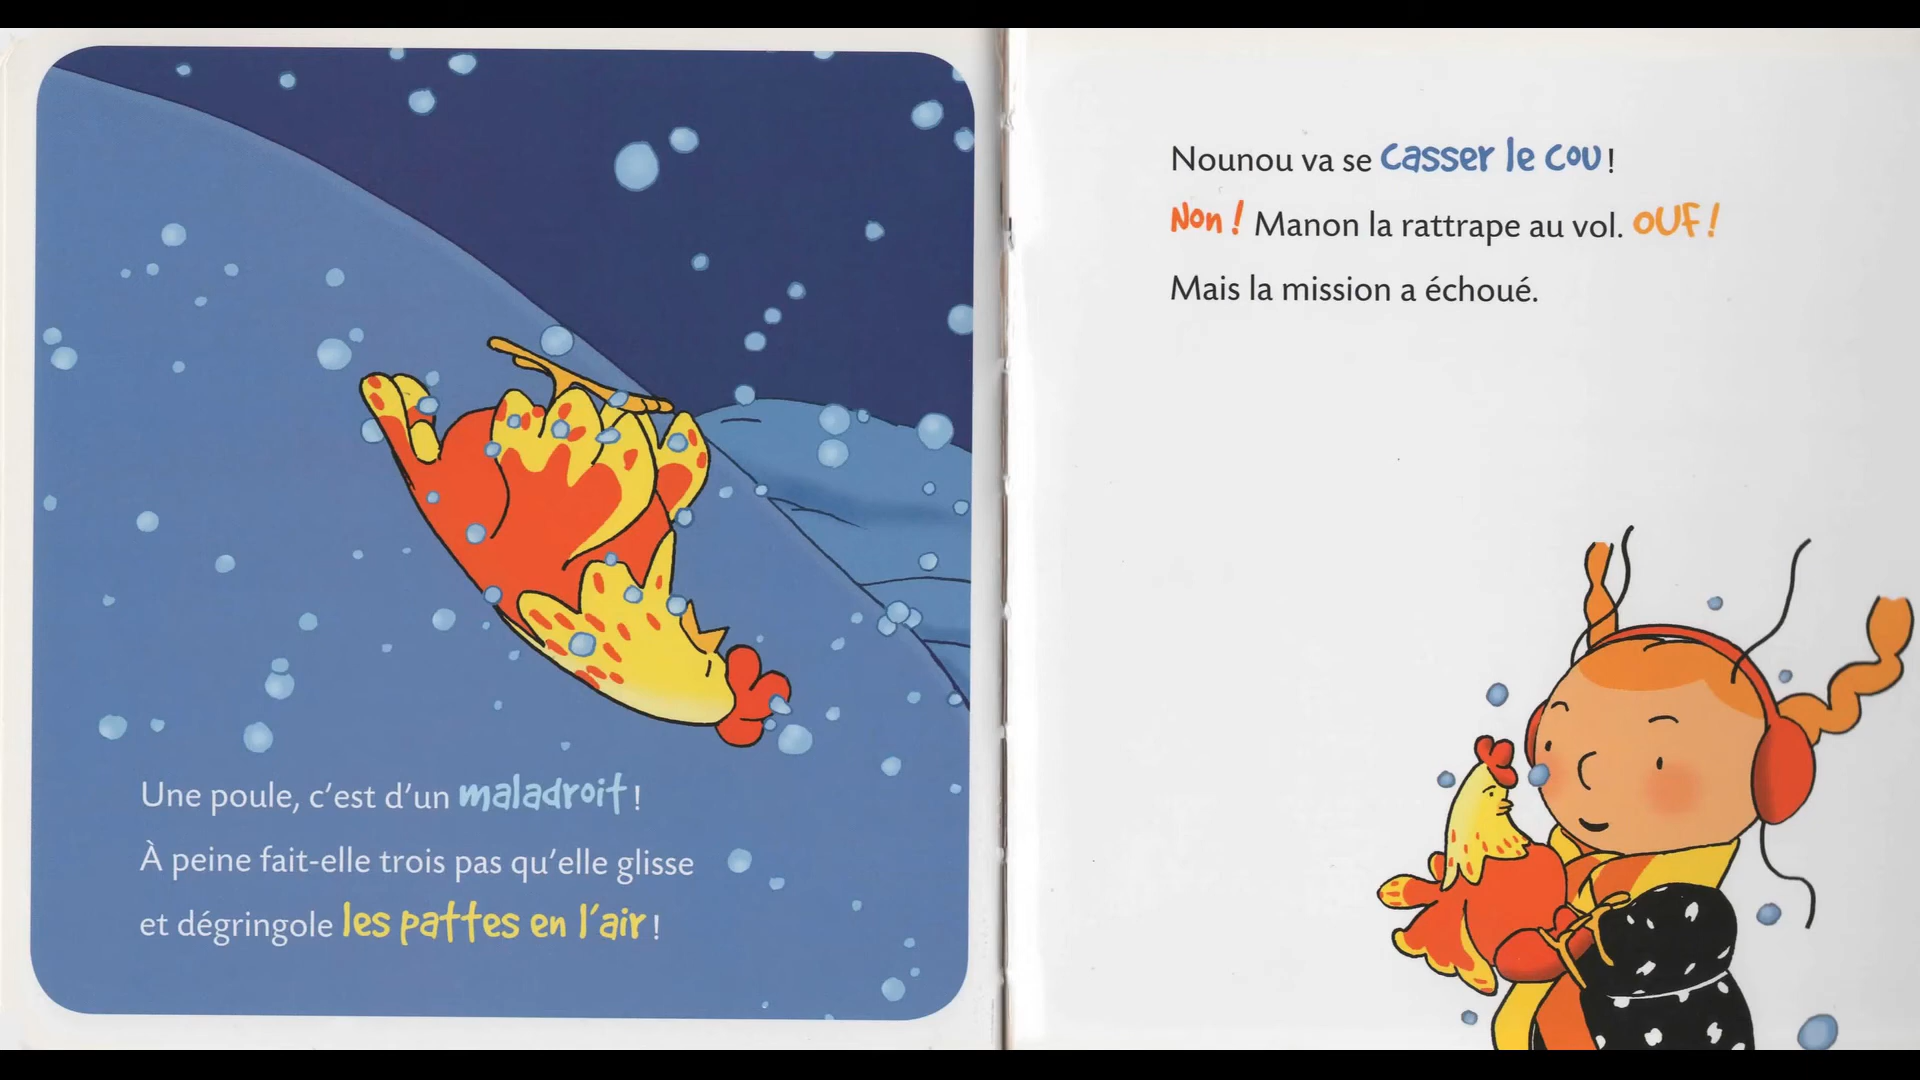 Une poule, c’est d’un maladroit !
À peine fait-elle trois pas qu’elle glisse
et dégringole les pattes en l’air !
Nounou va se casser le cou !
Non ! Manon la rattrape au vol. OUF !
Mais la mission a échoué.